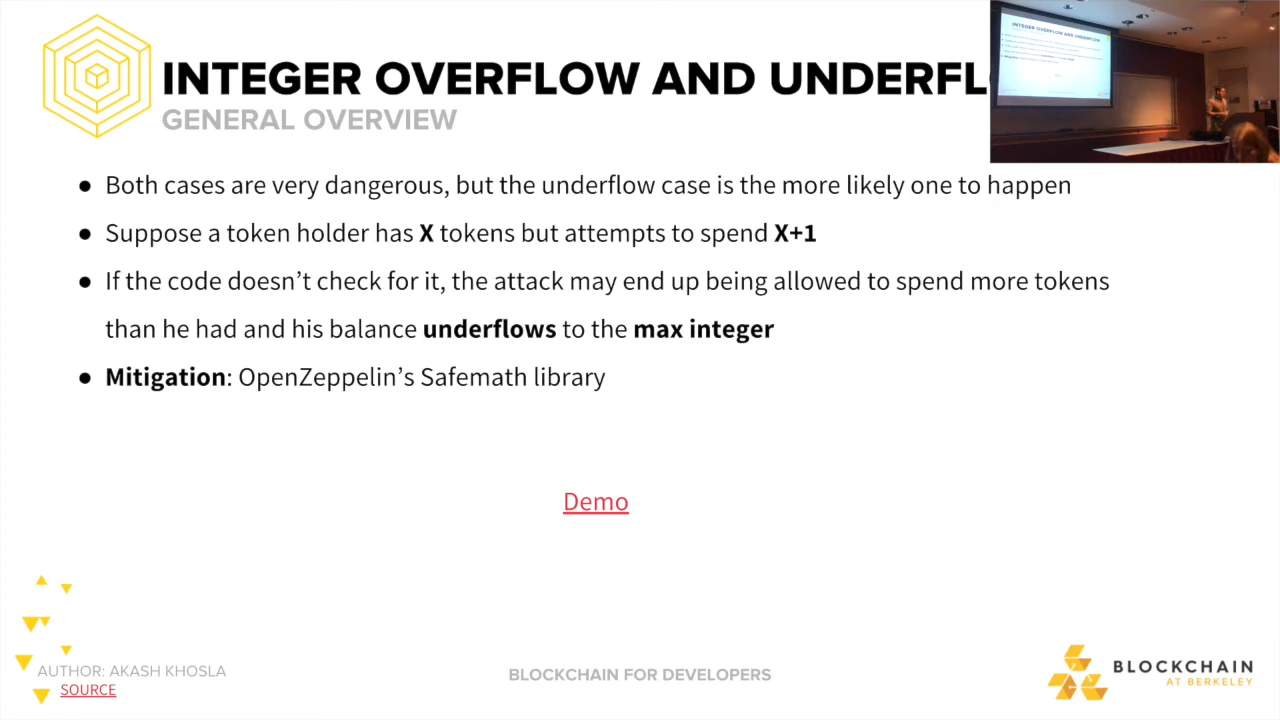 INTEGER OVERFLOW AND UNDERFL
GENERAL OVERVIEW
INTEGER OVERFLOW AND UNDERFLOW
● Both cases are very dangerous, but the underflow case is the more likely one to happen
● Suppose a token holder has X tokens but attempts to spend X+1
● If the code doesn’t check for it, the attack may end up being allowed to spend more tokens
than he had and his balance underflows to the max integer
● Mitigation: OpenZeppelin’s Safemath library
Demo
AUTHOR: AKASH KHOSLA
SOURCE
BLOCKCHAIN FOR DEVELOPERS
BLOCKCHAIN
AT BERKELEY